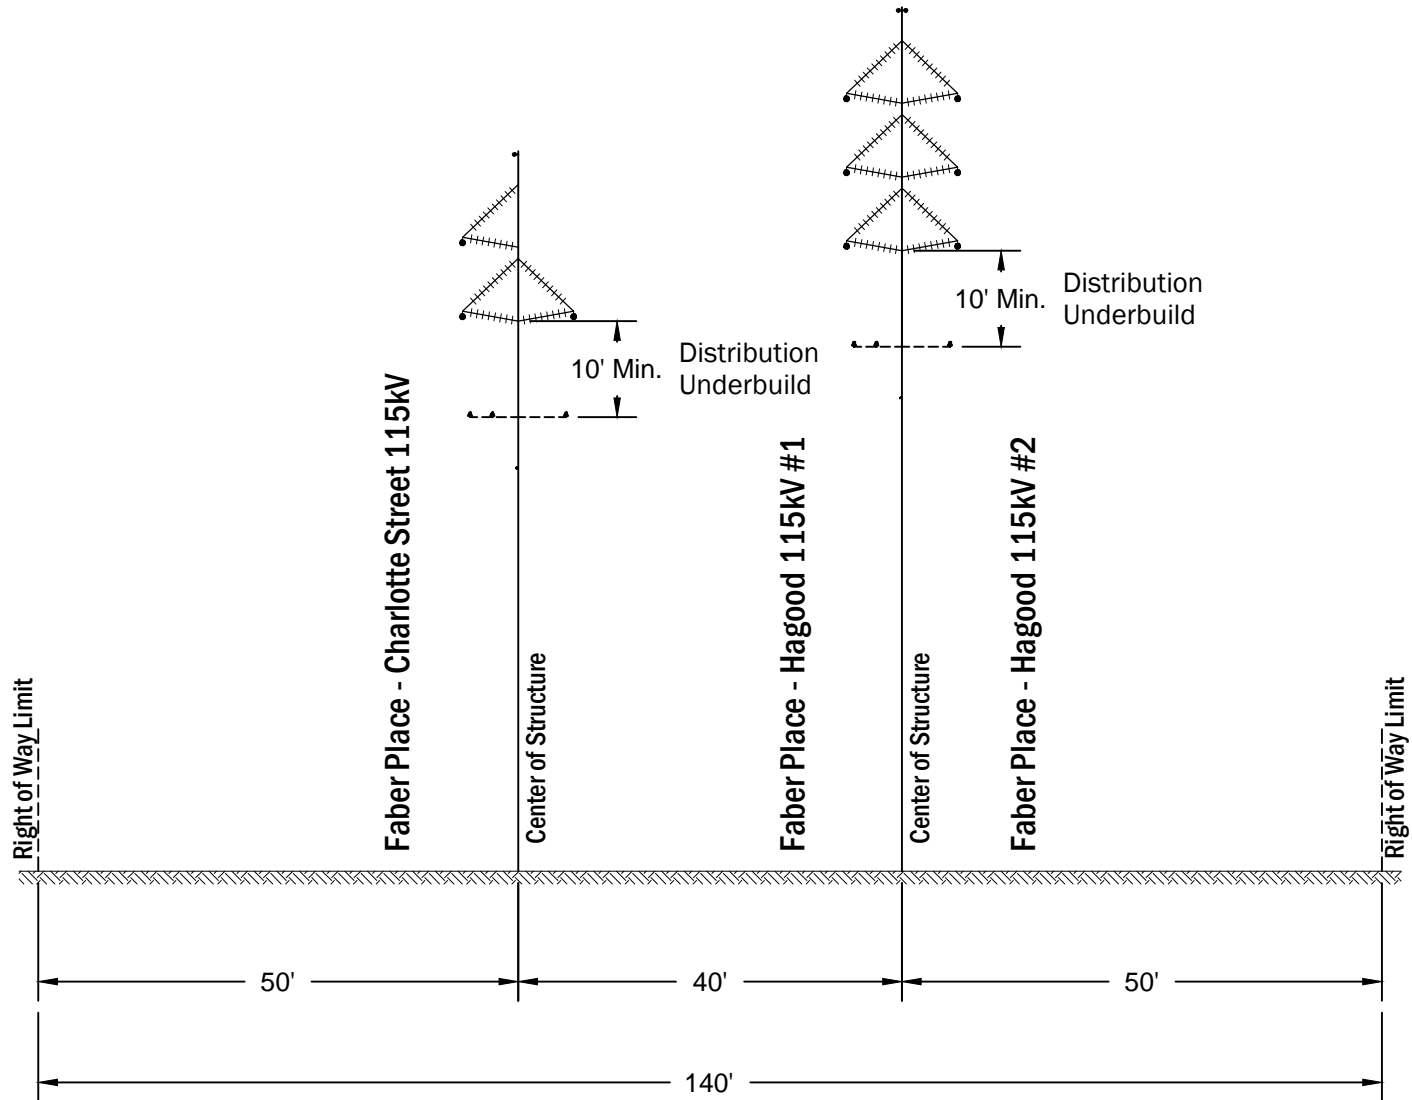 Distribution
10' Min.
Underbuild
Distribution
10' Min.
Underbuild
Faber Place - Charlotte Street 115kV
Faber Place - Hagood 115kV #1
Faber Place - Hagood 115kV #2
Right of Way Limit
Center of Structure
Center of Structure
Right of Way Limit
50'
40'
50'
140'